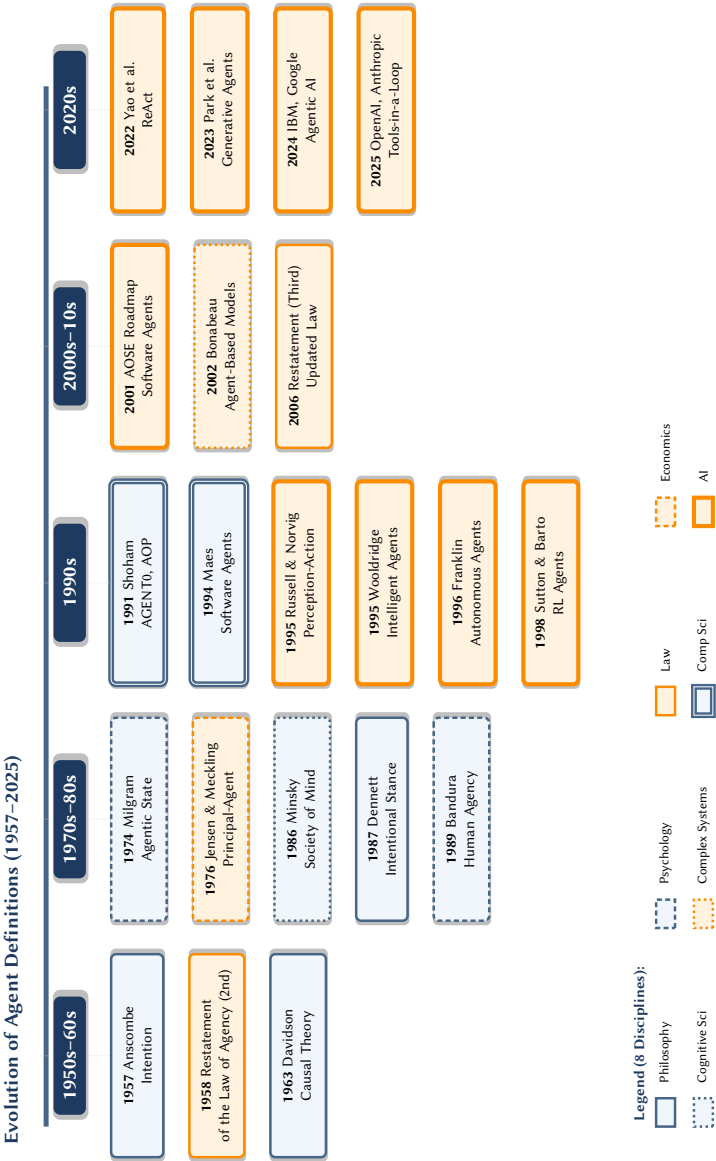 Evolution of Agent Definitions (1957–2025)
1950s–60s
1957 Anscombe
Intention
1958 Restatement
of the Law of Agency (2nd)
1963 Davidson
Causal Theory
1970s–80s
1974 Milgram
Agentic State
1976 Jensen & Meckling
Principal-Agent
1986 Minsky
Society of Mind
1987 Dennett
Intentional Stance
1989 Bandura
Human Agency
1990s
1991 Shoham
AGENT0, AOP
1994 Maes
Software Agents
1995 Russell & Norvig
Perception-Action
1995 Wooldridge
Intelligent Agents
1996 Franklin
Autonomous Agents
1998 Sutton & Barto
RL Agents
2000s–10s
2001 AOSE Roadmap
Software Agents
2002 Bonabeau
Agent-Based Models
2006 Restatement (Third)
Updated Law
2020s
2022 Yao et al.
ReAct
2023 Park et al.
Generative Agents
2024 IBM, Google
Agentic AI
2025 OpenAI, Anthropic
Tools-in-a-Loop
Legend (8 Disciplines):
Philosophy
Psychology
Law
Economics
Cognitive Sci
Complex Systems
Comp Sci
AI